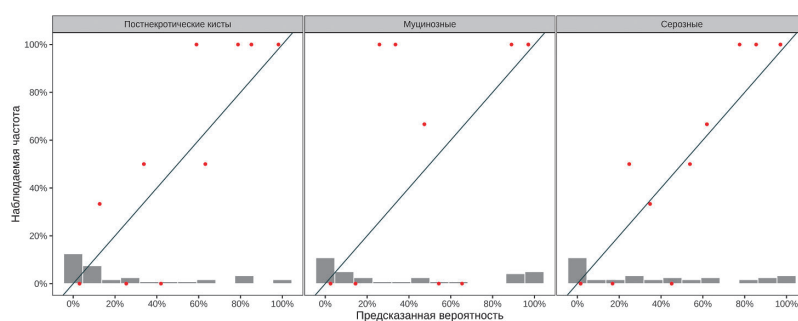 Постнекротические кисты
Муцинозные
Серозные
Наблюдаемая частота
100%
80%
60%
40%
20%
0%
0% 20% 40% 60% 80% 100%
0% 20% 40% 60% 80% 100%
0% 20% 40% 60% 80% 100%
Предсказанная вероятность